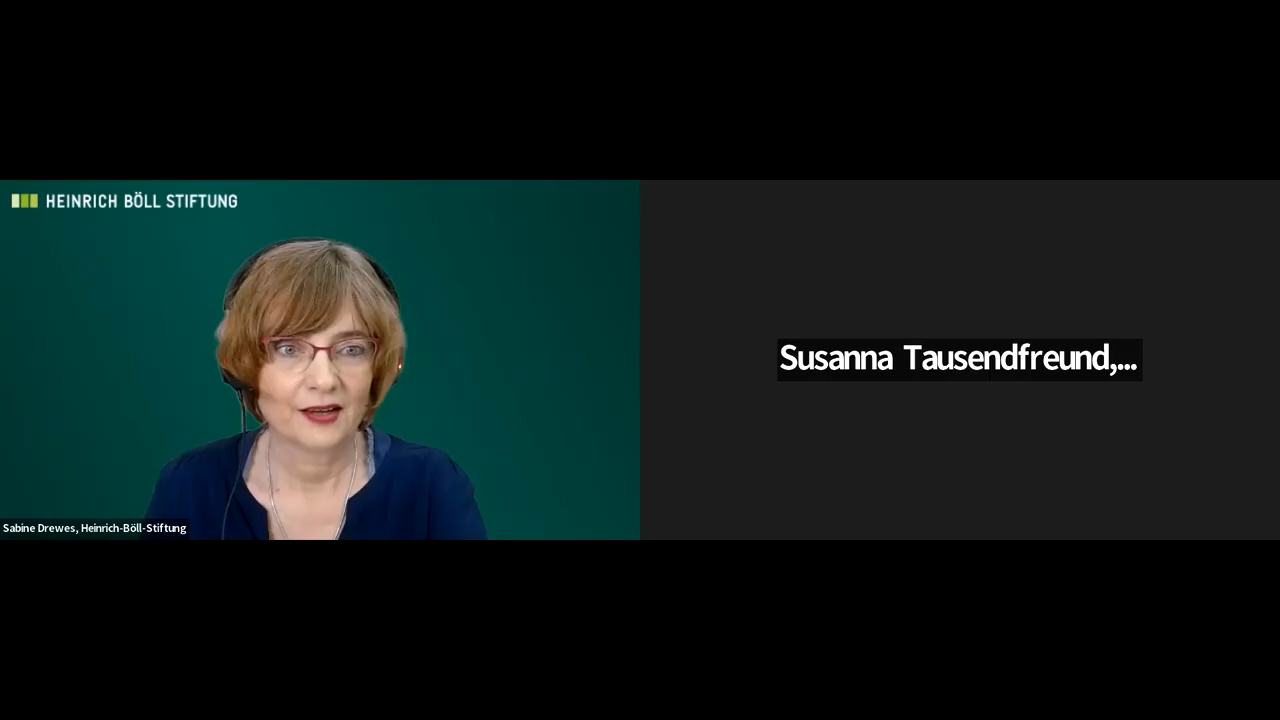 HEINRICH BÖLL STIFTUNG
Susanna Tausendfreund,...
Sabine Drewes, Heinrich-Böll-Stiftung